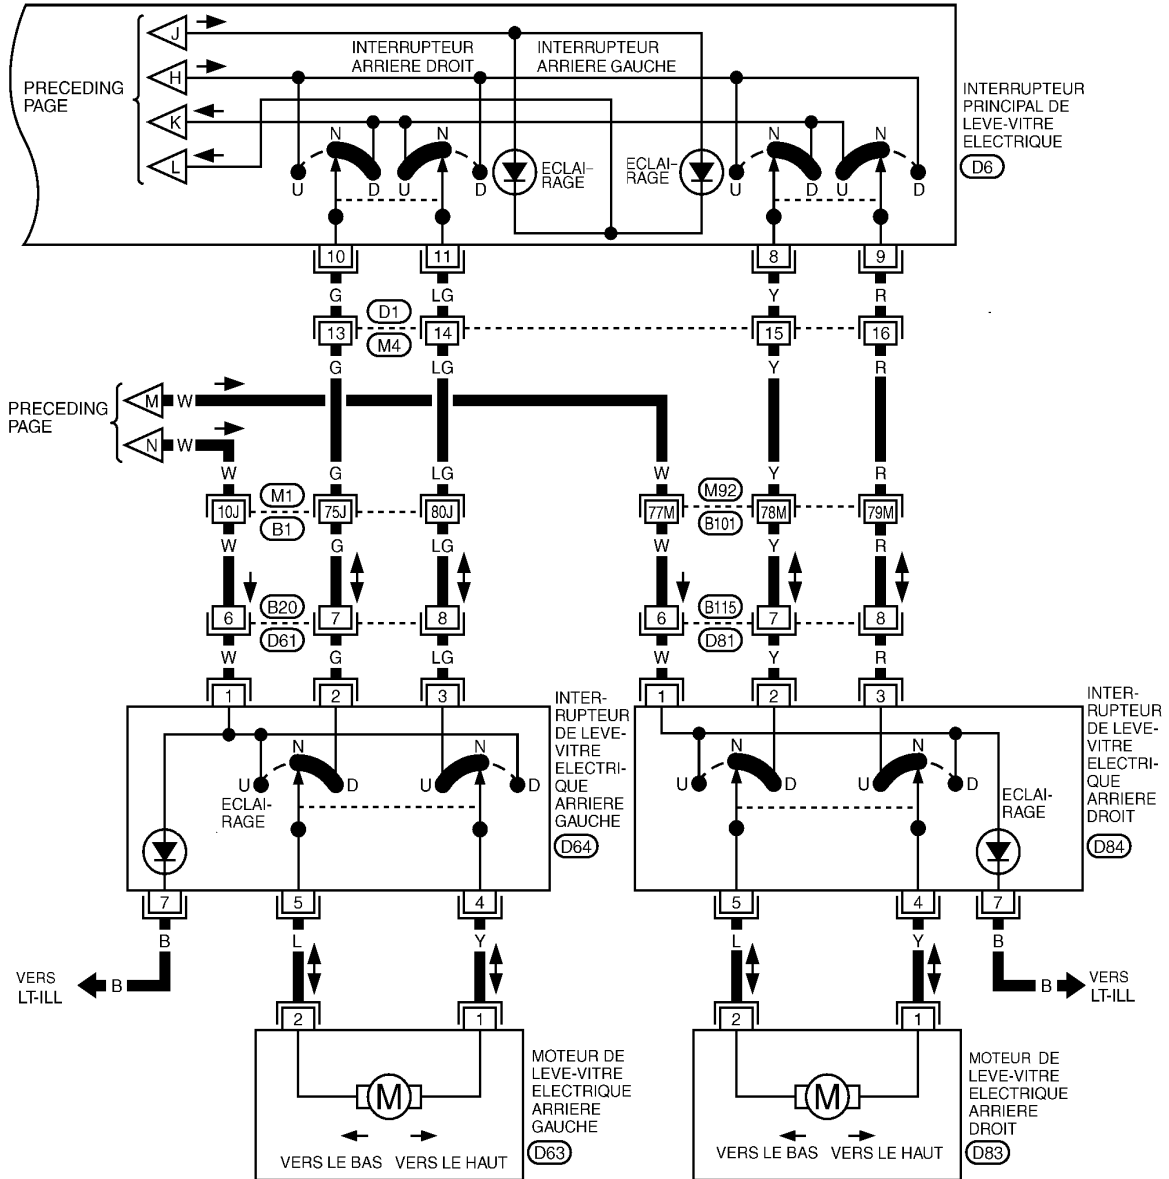 J
INTERRUPTEUR
ARRIERE DROIT
INTERRUPTEUR
ARRIERE GAUCHE
PRECEDING
PAGE
H
K
L
INTERRUPTEUR
PRINCIPAL DE
LEVE-VITRE
ELECTRIQUE
D6
N N N N
U D U D
ECLAI-
RAGE
ECLAI-
RAGE
U D U D
10 11 8 9
G LG Y R
D1
13 14 15 16
M4
G LG Y R
PRECEDING
PAGE
M W
N W
W G LG W Y R
M1 M92
10J 75J 80J 77M 78M 79M
B1 B101
W G LG W Y R
B20 B115
6 7 8 6 7 8
D61 D81
W G LG W Y R
1 2 3 1 2 3
INTER-
RUPTEUR
DE LEVE-
VITRE
ELECTRI-
QUE
ARRIERE
GAUCHE
D64
INTER-
RUPTEUR
DE LEVE-
VITRE
ELECTRI-
QUE
ARRIERE
DROIT
D84
N N N N
U D U D U D U D
ECLAI-
RAGE
ECLAI-
RAGE
7 5 4 5 4 7
B L Y L Y B
VERS
LT-ILL
B
B
VERS
LT-ILL
2 1 2 1
M
MOTEUR DE
LEVE-VITRE
ELECTRIQUE
ARRIERE
GAUCHE
D63
VERS LE BAS VERS LE HAUT
M
MOTEUR DE
LEVE-VITRE
ELECTRIQUE
ARRIERE
DROIT
D83
VERS LE BAS VERS LE HAUT